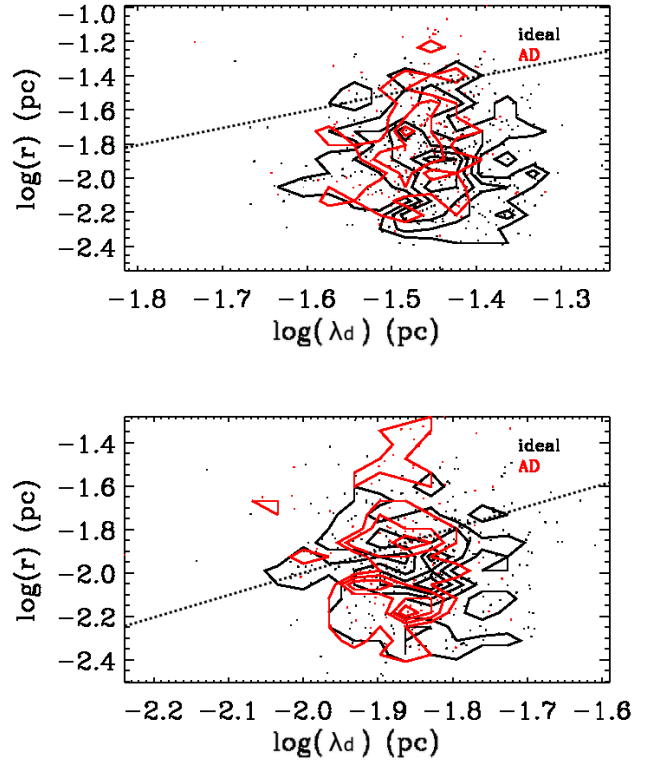 −1.0
−1.2
−1.4
−1.6
−1.8
−2.0
−2.2
−2.4
log(r) (pc)
ideal
AD
−1.8 −1.7 −1.6 −1.5 −1.4 −1.3
log(λd) (pc)
−1.4
−1.6
−1.8
−2.0
−2.2
−2.4
log(r) (pc)
ideal
AD
−2.2 −2.1 −2.0 −1.9 −1.8 −1.7 −1.6
log(λd) (pc)